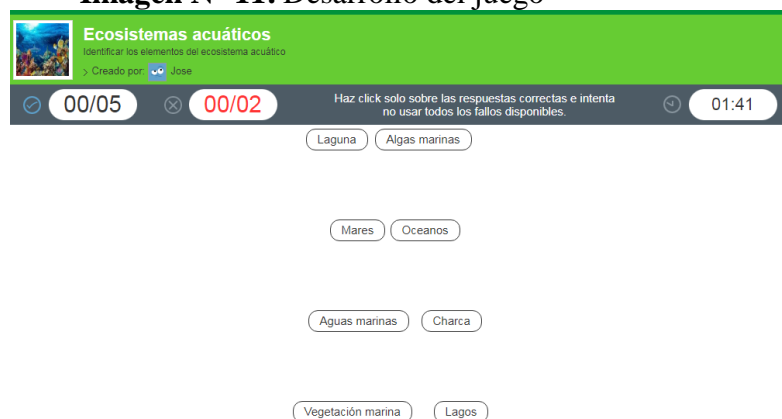 Imagen N° 11. Desarrollo del juego
Ecosistemas acuáticos
Identificar los elementos del ecosistema acuático
> Creado por: Jose
00/05 00/02 Haz click solo sobre las respuestas correctas e intenta no usar todos los fallos disponibles. 01:41
Laguna Algas marinas
Mares Oceanos
Aguas marinas Charca
Vegetación marina Lagos